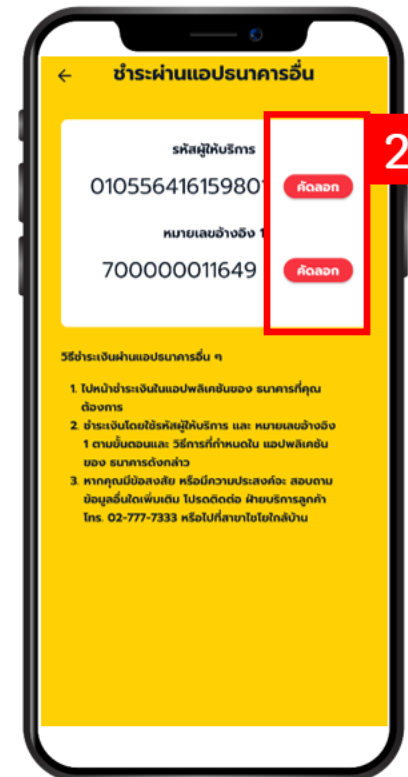 ชำระผ่านแอปธนาคารอื่น
2
รหัสผู้ให้บริการ
010556416159801 คัดลอก
หมายเลขอ้างอิง 1
700000011649 คัดลอก
วิธีชำระเงินผ่านแอปธนาคารอื่น ๆ
1. ไปหน้าชำระเงินในแอปพลิเคชันของ ธนาคารที่คุณ
ต้องการ
2. ชำระเงินโดยใช้รหัสผู้ให้บริการ และ หมายเลขอ้างอิง
1 ตามขั้นตอนและ วิธีการที่กำหนดใน แอปพลิเคชัน
ของ ธนาคารดังกล่าว
3. หากคุณมีข้อสงสัย หรือมีความประสงค์จะ สอบถาม
ข้อมูลอื่นใดเพิ่มเติม โปรดติดต่อ ฝ่ายบริการลูกค้า
โทร. 02-777-7333 หรือไปที่สาขาไชโยใกล้บ้าน